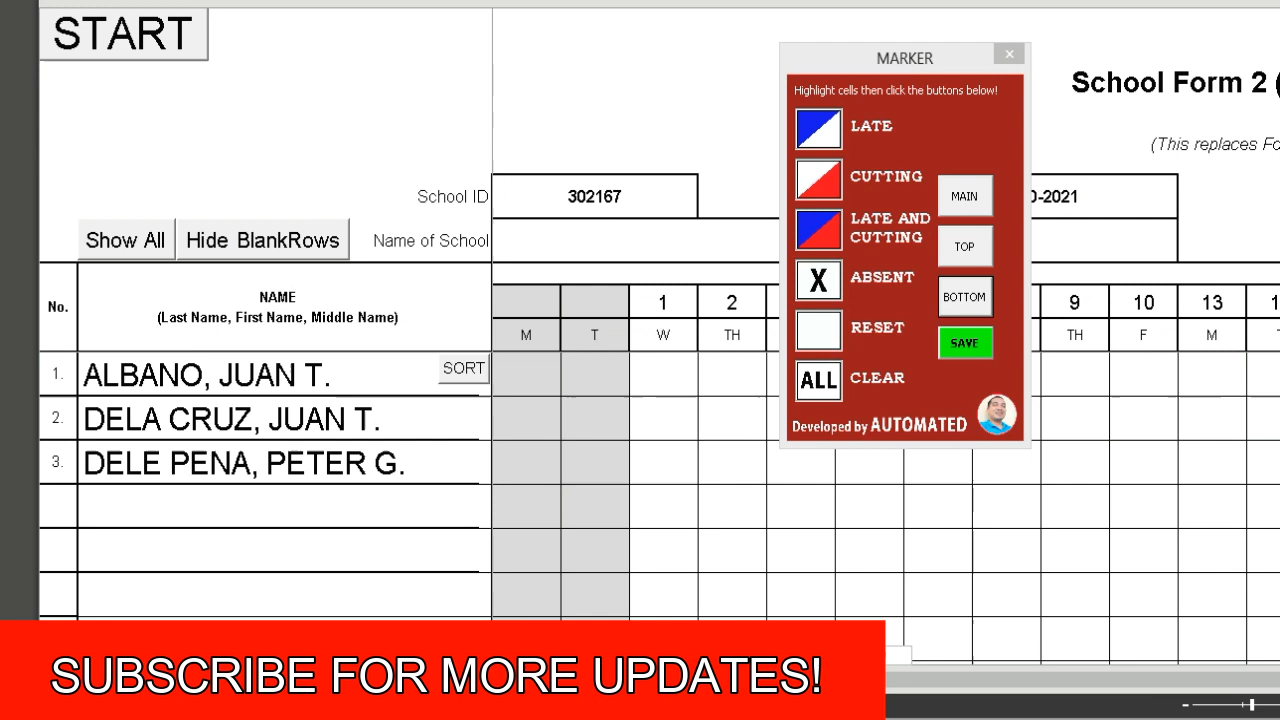 START
School Form 2 (
(This replaces Fo
School ID
302167
0-2021
Show All
Hide BlankRows
Name of School
No.
NAME
(Last Name, First Name, Middle Name)
1
2
9
10
13
M
T
W
TH
TH
F
M
1.
ALBANO, JUAN T.
SORT
2.
DELA CRUZ, JUAN T.
3.
DELE PENA, PETER G.
MARKER
×
Highlight cells then click the buttons below!
LATE
CUTTING
LATE AND
CUTTING
X
ABSENT
RESET
ALL
CLEAR
MAIN
TOP
BOTTOM
SAVE
Developed by AUTOMATED
SUBSCRIBE FOR MORE UPDATES!